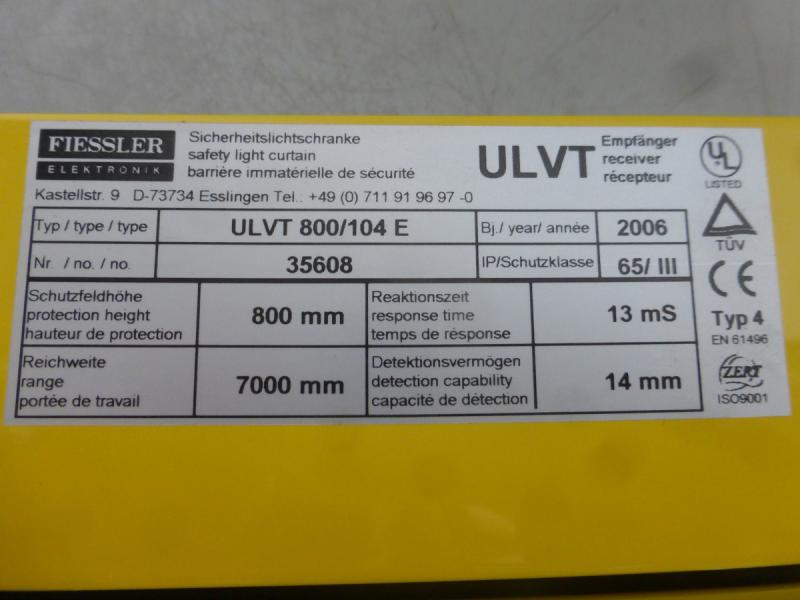 FIESSLER
ELEKTRONIK
Sicherheitslichtschranke
safety light curtain
barrière immatérielle de sécurité
ULVT
Empfänger
receiver
récepteur
Kastellstr. 9 D-73734 Esslingen Tel.: +49 (0) 711 91 96 97 -0
Typ / type / type
ULVT 800/104 E
Bj./ year/ année
2006
Nr. / no. / no.
35608
IP/Schutzklasse
65/ III
Schutzfeldhöhe
protection height
hauteur de protection
800 mm
Reaktionszeit
response time
temps de résponse
13 mS
Reichweite
range
portée de travail
7000 mm
Detektionsvermögen
detection capability
capacité de détection
14 mm
UL
LISTED
TÜV
CE
Typ 4
EN 61496
ZERT
ISO9001